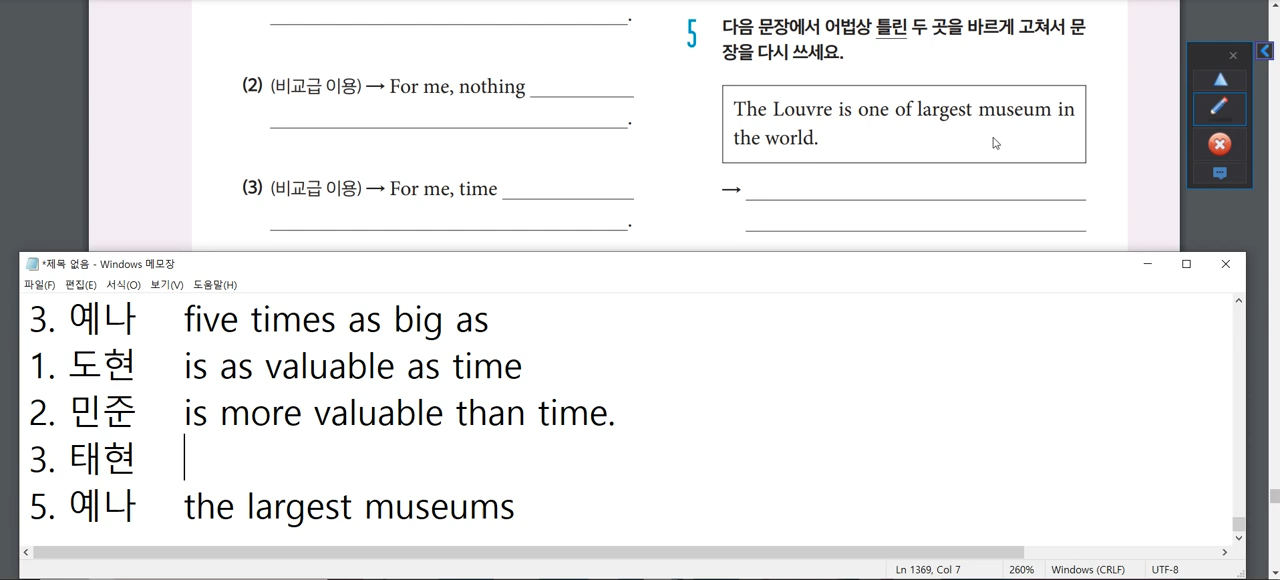 .
(2) (비교급 이용) → For me, nothing
.
(3) (비교급 이용) → For me, time
.
5 다음 문장에서 어법상 틀린 두 곳을 바르게 고쳐서 문
장을 다시 쓰세요.
The Louvre is one of largest museum in
the world.
→
*제목 없음 - Windows 메모장
파일(F) 편집(E) 서식(O) 보기(V) 도움말(H)
3. 예나 five times as big as
1. 도현 is as valuable as time
2. 민준 is more valuable than time.
3. 태현
5. 예나 the largest museums
Ln 1369, Col 7 260% Windows (CRLF) UTF-8